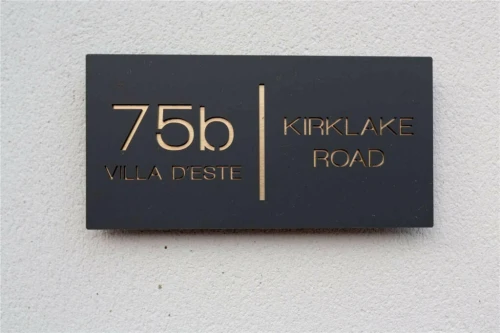 75b
VILLA D'ESTE
KIRKLAKE
ROAD